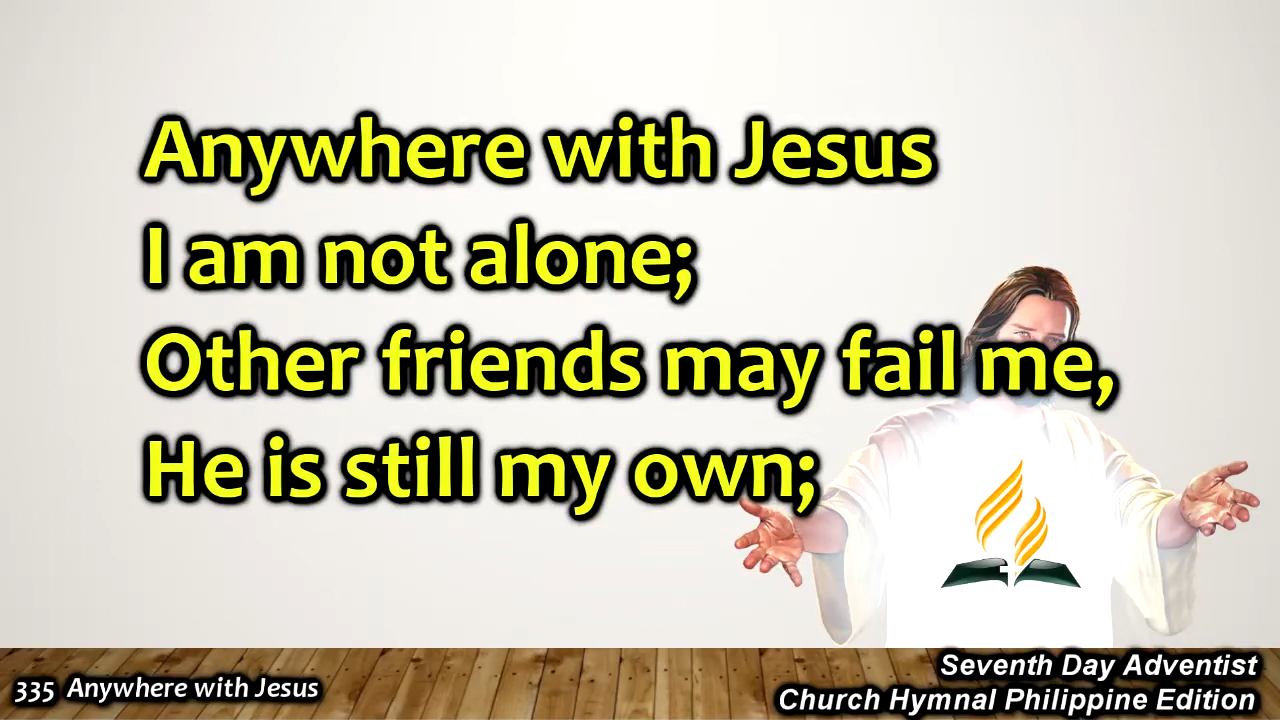 Anywhere with Jesus
I am not alone;
Other friends may fail me,
He is still my own;
335 Anywhere with Jesus
Seventh Day Adventist
Church Hymnal Philippine Edition